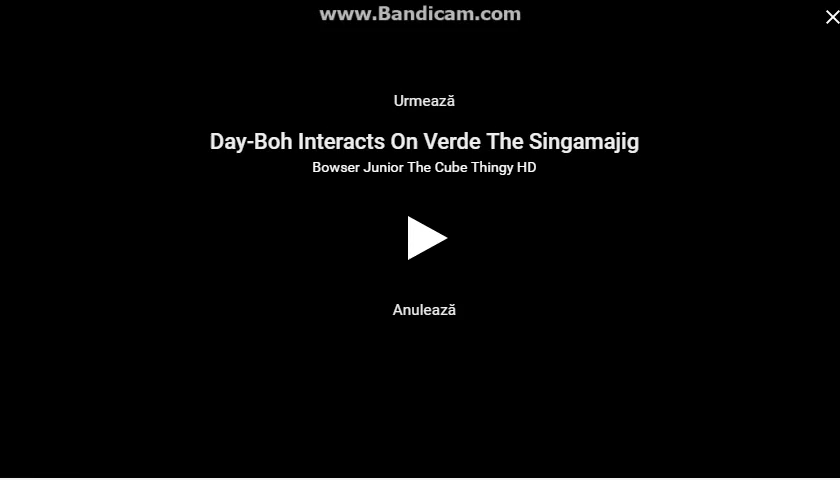 www.Bandicam.com
Urmează
Day-Boh Interacts On Verde The Singamajig
Bowser Junior The Cube Thingy HD
Anulează